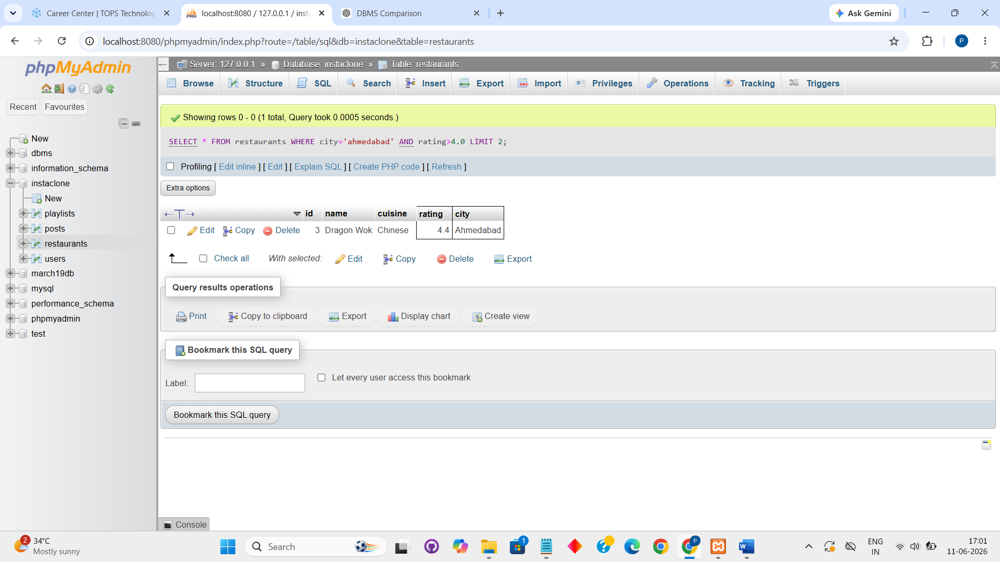 Career Center | TOPS Technolog
localhost:8080 / 127.0.0.1 / insta
DBMS Comparison
Ask Gemini
localhost:8080/phpmyadmin/index.php?route=/table/sql&db=instaclone&table=restaurants
P
phpMyAdmin
Recent
Favourites
New
dbms
information_schema
instaclone
New
playlists
posts
restaurants
users
march19db
mysql
performance_schema
phpmyadmin
test
Server: 127.0.0.1 » Database: instaclone » Table: restaurants
Browse
Structure
SQL
Search
Insert
Export
Import
Privileges
Operations
Tracking
Triggers
Showing rows 0 - 0 (1 total, Query took 0.0005 seconds.)
SELECT * FROM restaurants WHERE city='ahmedabad' AND rating>4.0 LIMIT 2;
Profiling [ Edit inline ] [ Edit ] [ Explain SQL ] [ Create PHP code ] [ Refresh ]
Extra options
id name cuisine rating city
Edit Copy Delete 3 Dragon Wok Chinese 4.4 Ahmedabad
Check all With selected: Edit Copy Delete Export
Query results operations
Print Copy to clipboard Export Display chart Create view
Bookmark this SQL query
Label:
Let every user access this bookmark
Bookmark this SQL query
Console
2
34°C
Mostly sunny
Search
1
P
ENG
IN
17:01
11-06-2026